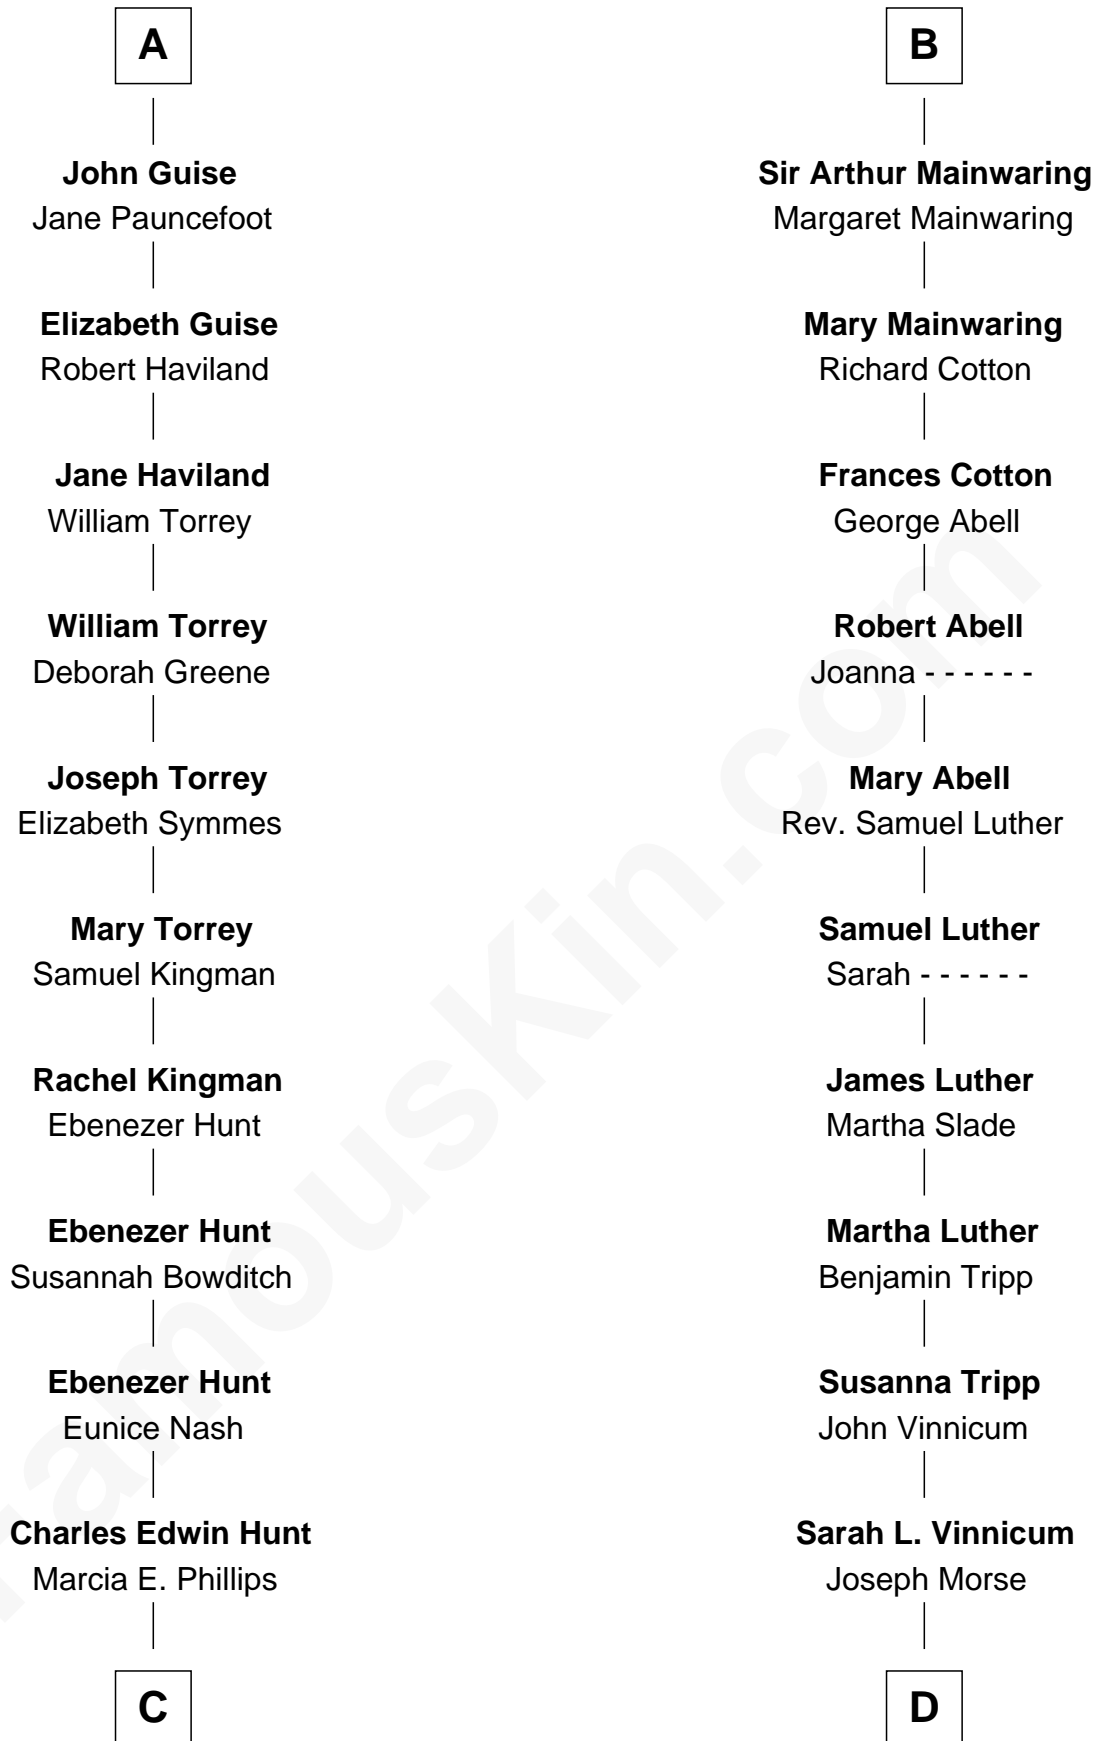 A
John Guise
Jane Pauncefoot
Elizabeth Guise
Robert Haviland
Jane Haviland
William Torrey
William Torrey
Deborah Greene
Joseph Torrey
Elizabeth Symmes
Mary Torrey
Samuel Kingman
Rachel Kingman
Ebenezer Hunt
Ebenezer Hunt
Susannah Bowditch
Ebenezer Hunt
Eunice Nash
Charles Edwin Hunt
Marcia E. Phillips
C
B
Sir Arthur Mainwaring
Margaret Mainwaring
Mary Mainwaring
Richard Cotton
Frances Cotton
George Abell
Robert Abell
Joanna - - - - - -
Mary Abell
Rev. Samuel Luther
Samuel Luther
Sarah - - - - - -
James Luther
Martha Slade
Martha Luther
Benjamin Tripp
Susanna Tripp
John Vinnicum
Sarah L. Vinnicum
Joseph Morse
D
FamousKin.com